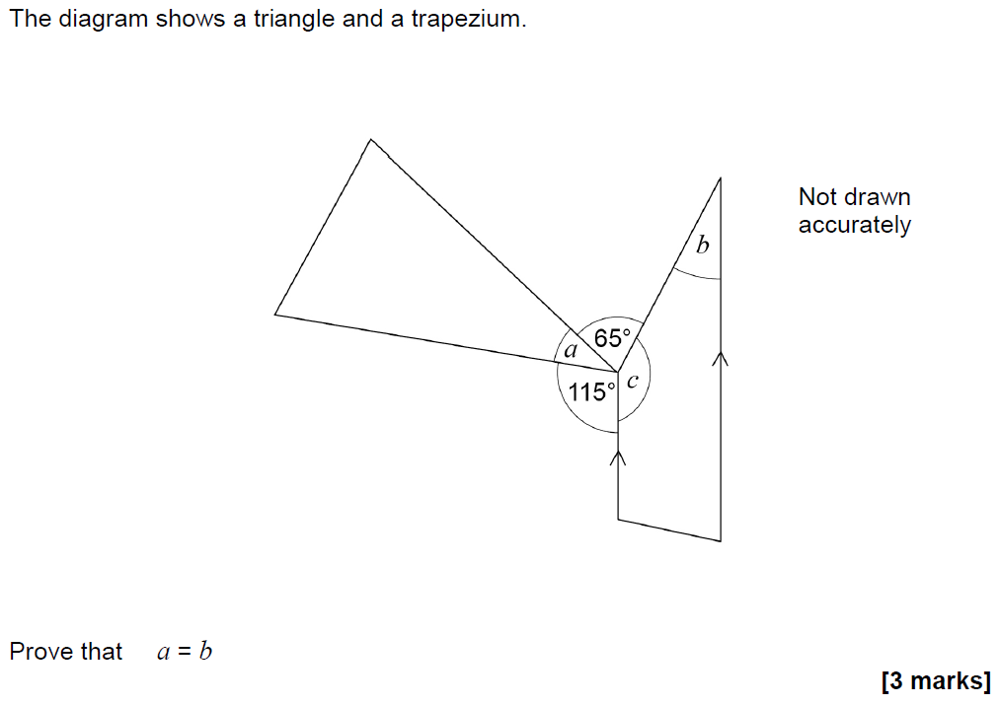 The diagram shows a triangle and a trapezium.
Not drawn
accurately
b
65°
a
c
115°
Prove that a = b
[3 marks]